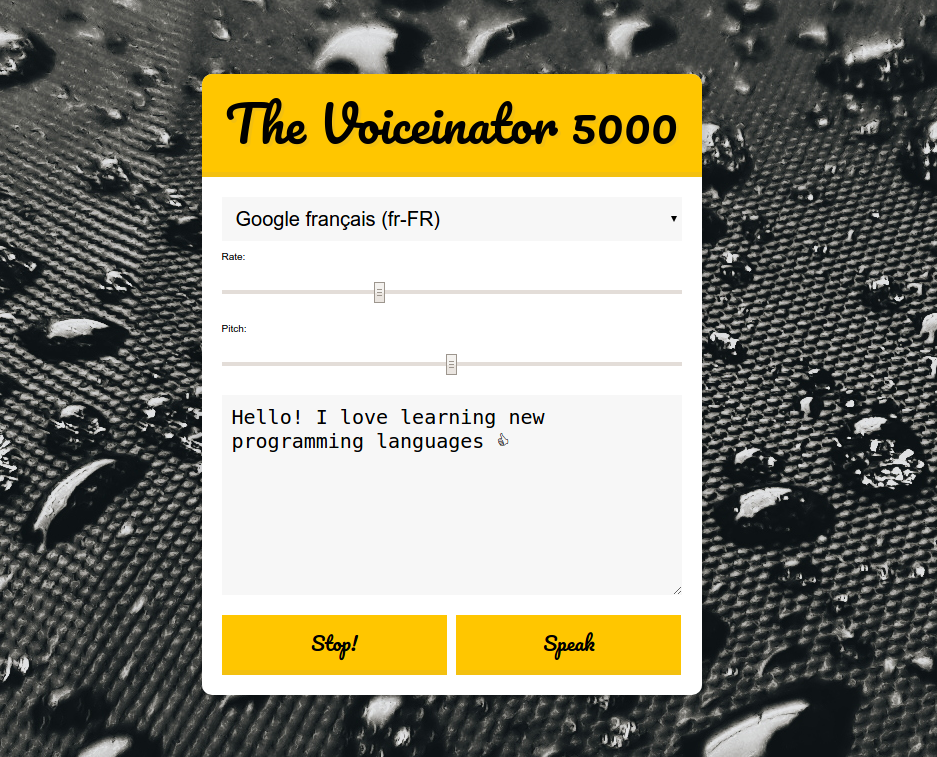 The Voiceinator 5000
Google français (fr-FR)
Rate:
Pitch:
Hello! I love learning new
programming languages 👍
Stop!
Speak